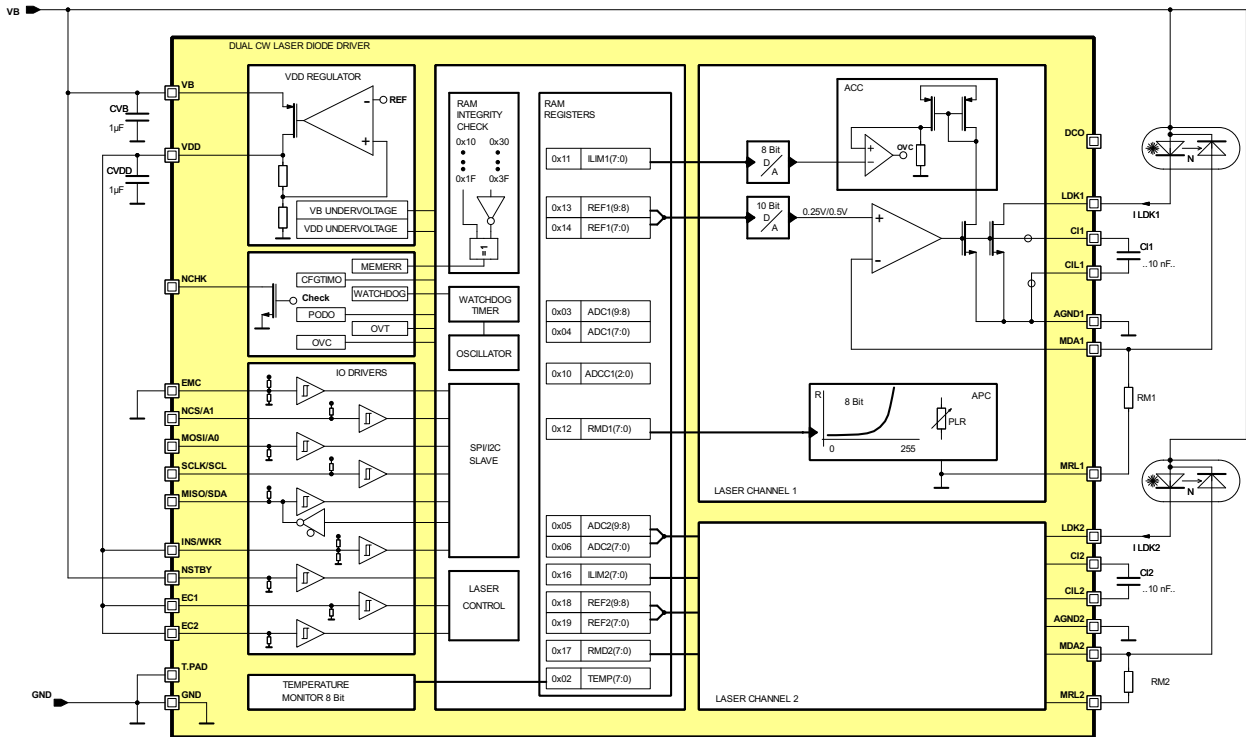 VB
DUAL CW LASER DIODE DRIVER
VB
CVB
1µF
VDD
CVDD
1µF
VDD REGULATOR
REF
-
+
VB UNDERVOLTAGE
VDD UNDERVOLTAGE
NCHK
Check
MEMERR
CFGTIMO
WATCHDOG
PODO
OVT
OVC
IO DRIVERS
EMC
NCS/A1
MOSI/A0
SCLK/SCL
MISO/SDA
INS/WKR
NSTBY
EC1
EC2
T.PAD
GND
GND
TEMPERATURE
MONITOR 8 Bit
RAM
INTEGRITY
CHECK
0x10 0x30
0x1F 0x3F
= 1
WATCHDOG
TIMER
OSCILLATOR
SPI/I2C
SLAVE
LASER
CONTROL
RAM
REGISTERS
0x11 ILIM1(7:0)
0x13 REF1(9:8)
0x14 REF1(7:0)
0x03 ADC1(9:8)
0x04 ADC1(7:0)
0x10 ADCC1(2:0)
0x12 RMD1(7:0)
0x05 ADC2(9:8)
0x06 ADC2(7:0)
0x16 ILIM2(7:0)
0x18 REF2(9:8)
0x19 REF2(7:0)
0x17 RMD2(7:0)
0x02 TEMP(7:0)
8 Bit
D
A
10 Bit
D
A
0.25V/0.5V
ACC
+
-
OVC
+
-
R
8 Bit
APC
PLR
0 255
LASER CHANNEL 1
LASER CHANNEL 2
DCO
N
LDK1
I LDK1
CI1
CI1
..10 nF..
CIL1
AGND1
MDA1
RM1
MRL1
N
LDK2
I LDK2
CI2
CI2
..10 nF..
CIL2
AGND2
MDA2
RM2
MRL2